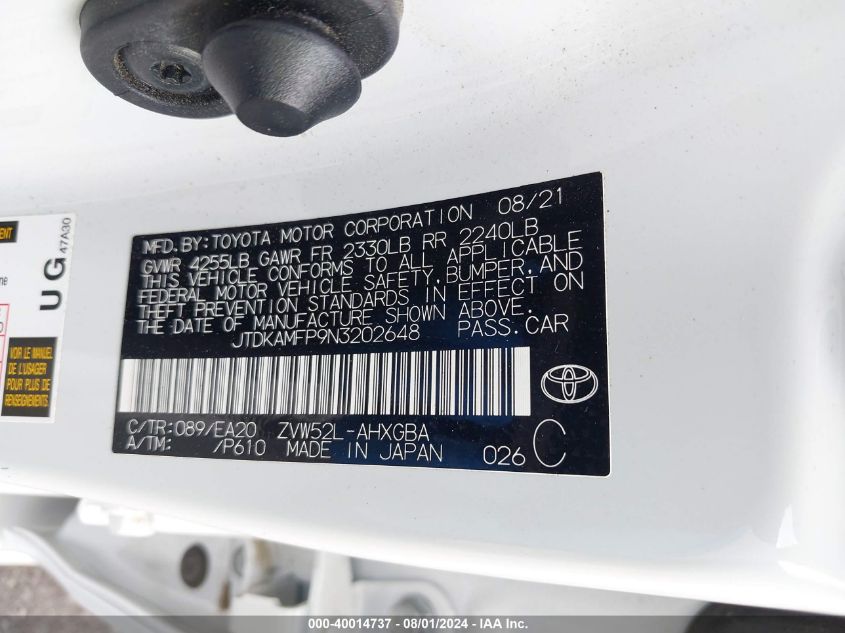 MFD. BY: TOYOTA MOTOR CORPORATION 08/21
GVWR 4255LB GAWR FR 2330LB RR 2240LB
THIS VEHICLE CONFORMS TO ALL APPLICABLE
FEDERAL MOTOR VEHICLE SAFETY, BUMPER, AND
THEFT PREVENTION STANDARDS IN EFFECT ON
THE DATE OF MANUFACTURE SHOWN ABOVE.
JTDKAMFP9N3202648 PASS. CAR
C/TR: 089/EA20 ZVW52L-AHXGBA
A/TM: /P610 MADE IN JAPAN 026 C
UG
47A30
VOIR LE MANUEL
DE L'USAGER
POUR PLUS DE
RENSEIGNEMENTS
000-40014737 - 08/01/2024 - IAA Inc.